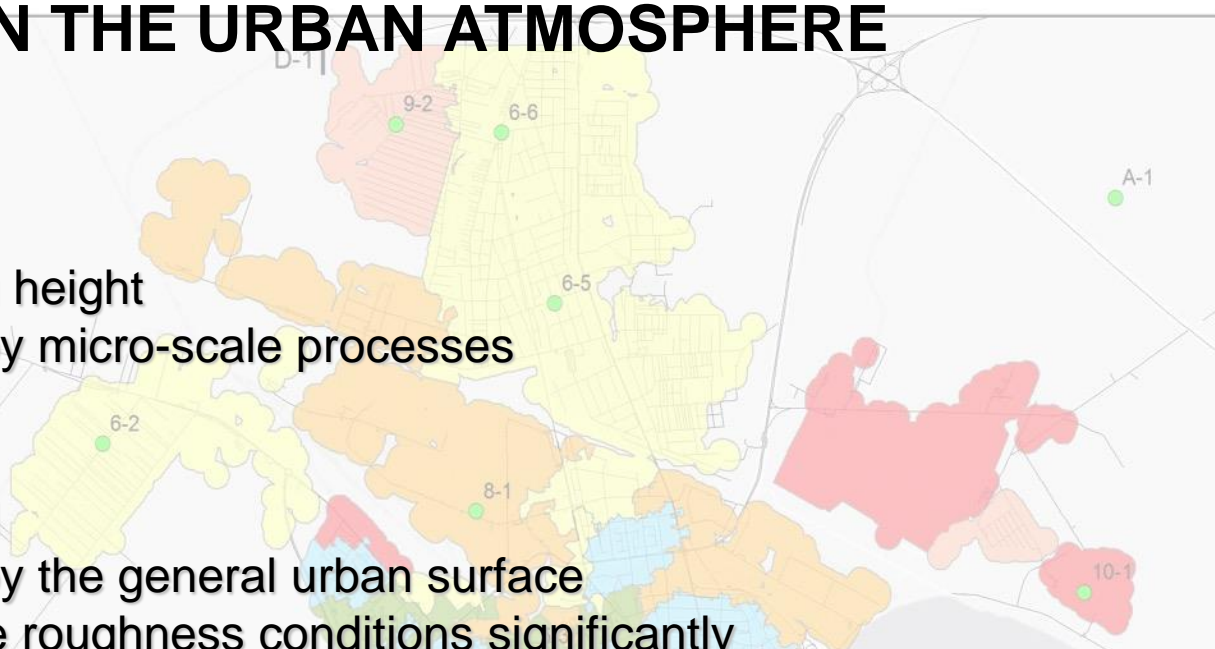 N THE URBAN ATMOSPHERE
D-1
9-2
6-6
A-1
6-5
height
y micro-scale processes
6-2
8-1
y the general urban surface
10-1
e roughness conditions significantly